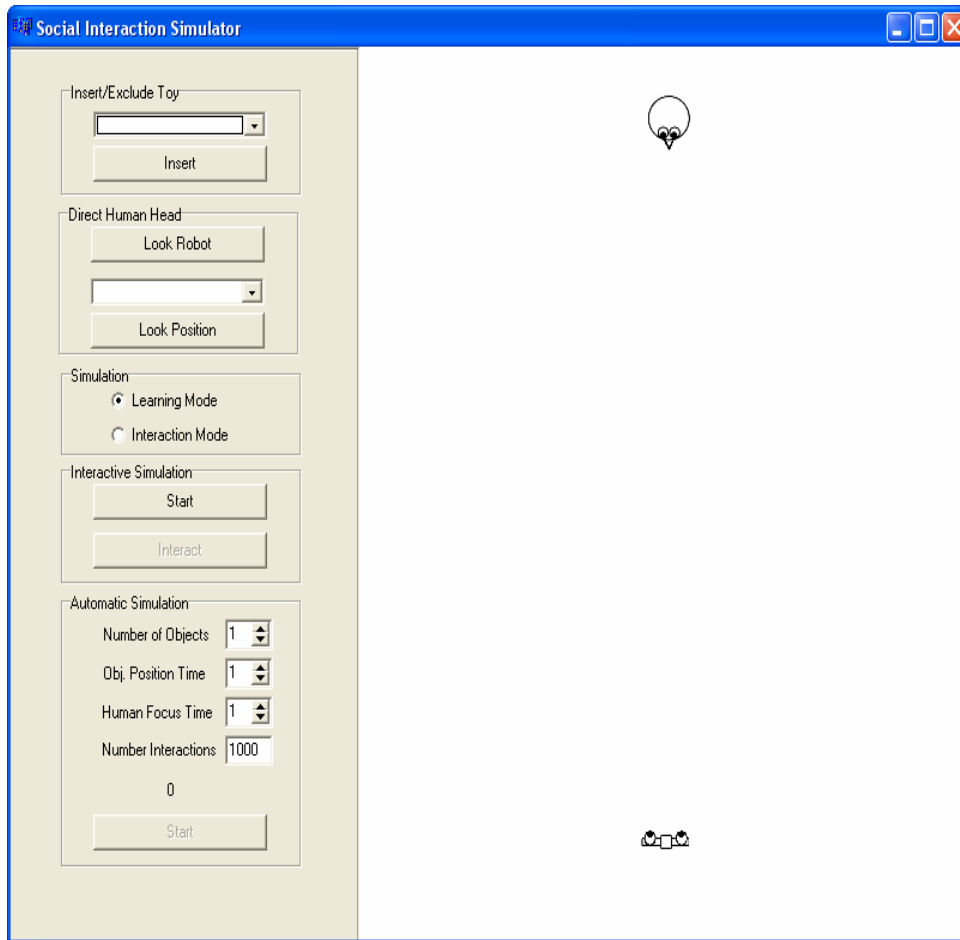 Social Interaction Simulator
Insert/Exclude Toy
Insert
Direct Human Head
Look Robot
Look Position
Simulation
Learning Mode
Interaction Mode
Interactive Simulation
Start
Interact
Automatic Simulation
Number of Objects 1
Obj. Position Time 1
Human Focus Time 1
Number Interactions 1000
0
Start